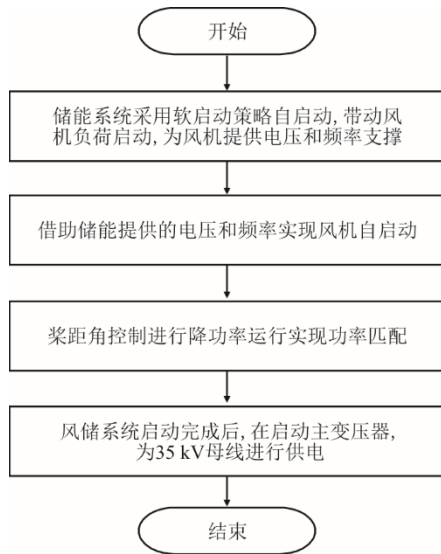 开始
储能系统采用软启动策略自启动, 带动风
机负荷启动, 为风机提供电压和频率支撑
借助储能提供的电压和频率实现风机自启动
桨距角控制进行降功率运行实现功率匹配
风储系统启动完成后, 在启动主变压器,
为35 kV母线进行供电
结束